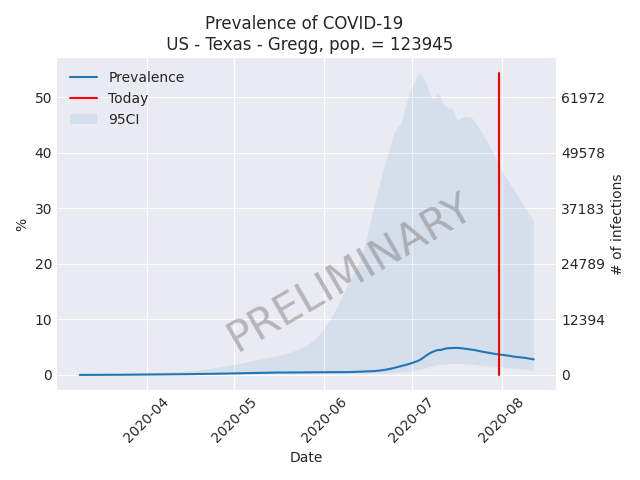 Prevalence of COVID-19
US - Texas - Gregg, pop. = 123945
Prevalence
Today
95CI
%
50
40
30
20
10
0
61972
49578
37183
24789
12394
0
# of infections
PRELIMINARY
2020-04
2020-05
2020-06
2020-07
2020-08
Date